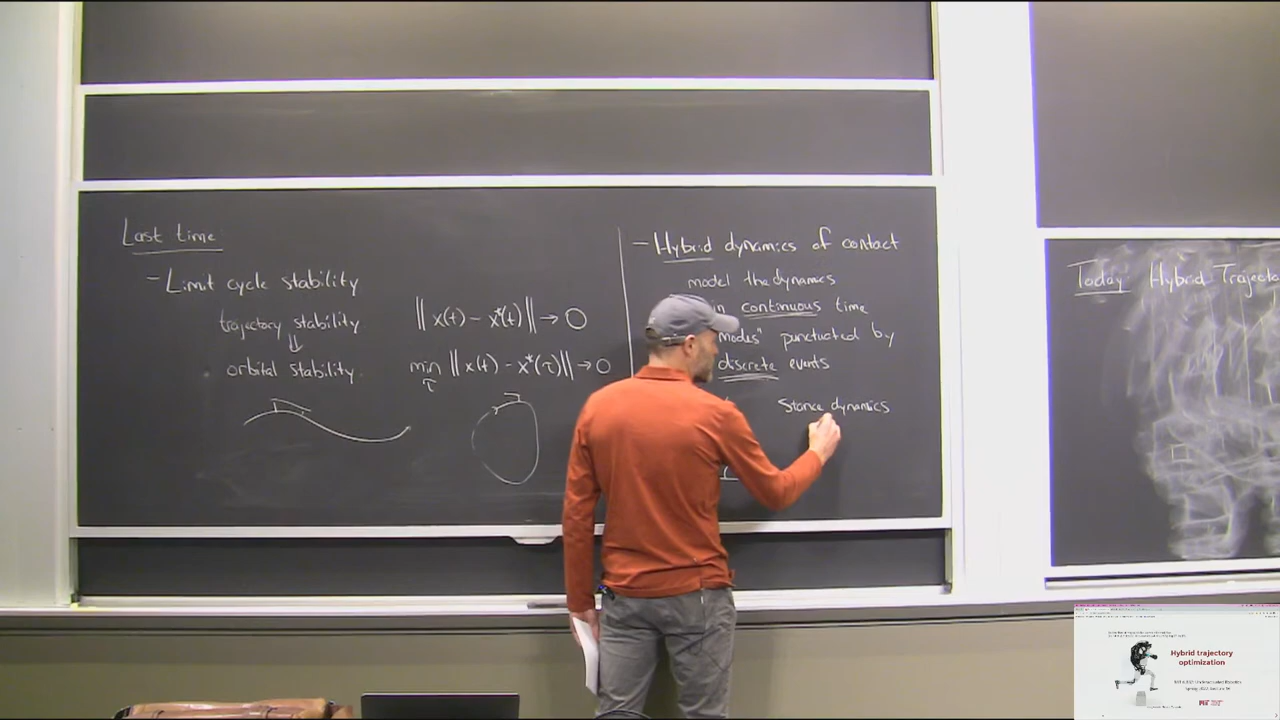 Last time
- Limit cycle stability
trajectory stability ‖x(t) - x*(t)‖ → 0
⇓
orbital stability min τ ‖x(t) - x*(τ)‖ → 0
- Hybrid dynamics of contact
model the dynamics
in continuous time
modes" punctuated by
discrete events
Stance dynamics
Today: Hybrid
Hybrid trajectory
optimization